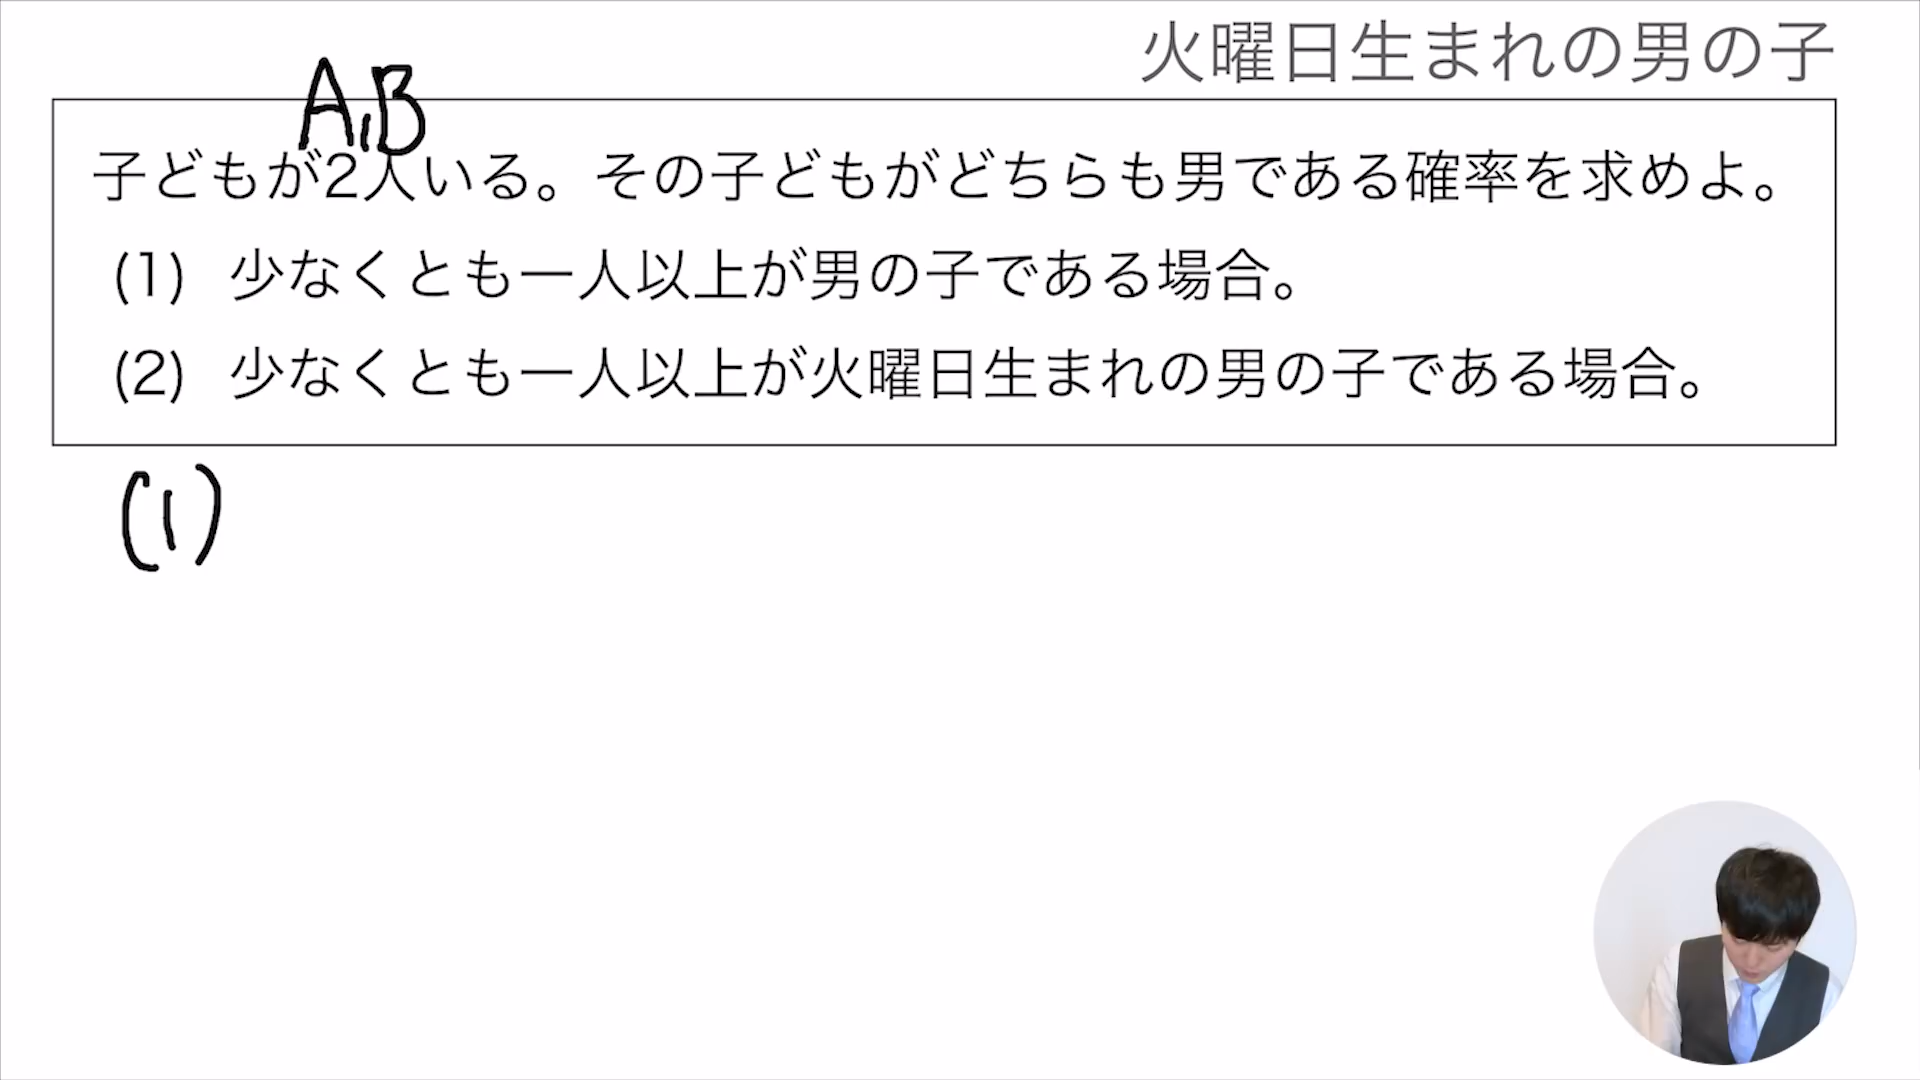 火曜日生まれの男の子
A,B
子どもが2人いる。その子どもがどちらも男である確率を求めよ。
(1) 少なくとも一人以上が男の子である場合。
(2) 少なくとも一人以上が火曜日生まれの男の子である場合。
(1)